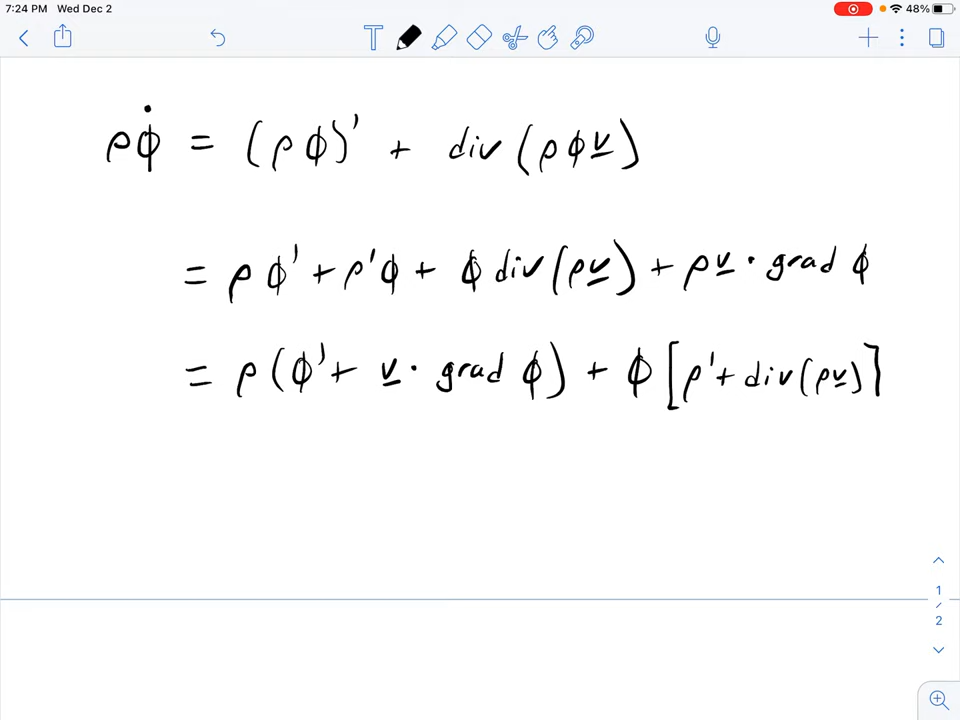 7:24 PM Wed Dec 2 48%
T
ρφ̇ = (ρφ)′ + div(ρφv̲)
= ρφ′ + ρ′φ + φ div(ρv̲) + ρv̲ · grad φ
= ρ(φ′ + v̲ · grad φ) + φ[ρ′ + div(ρv̲)]
1
/
2